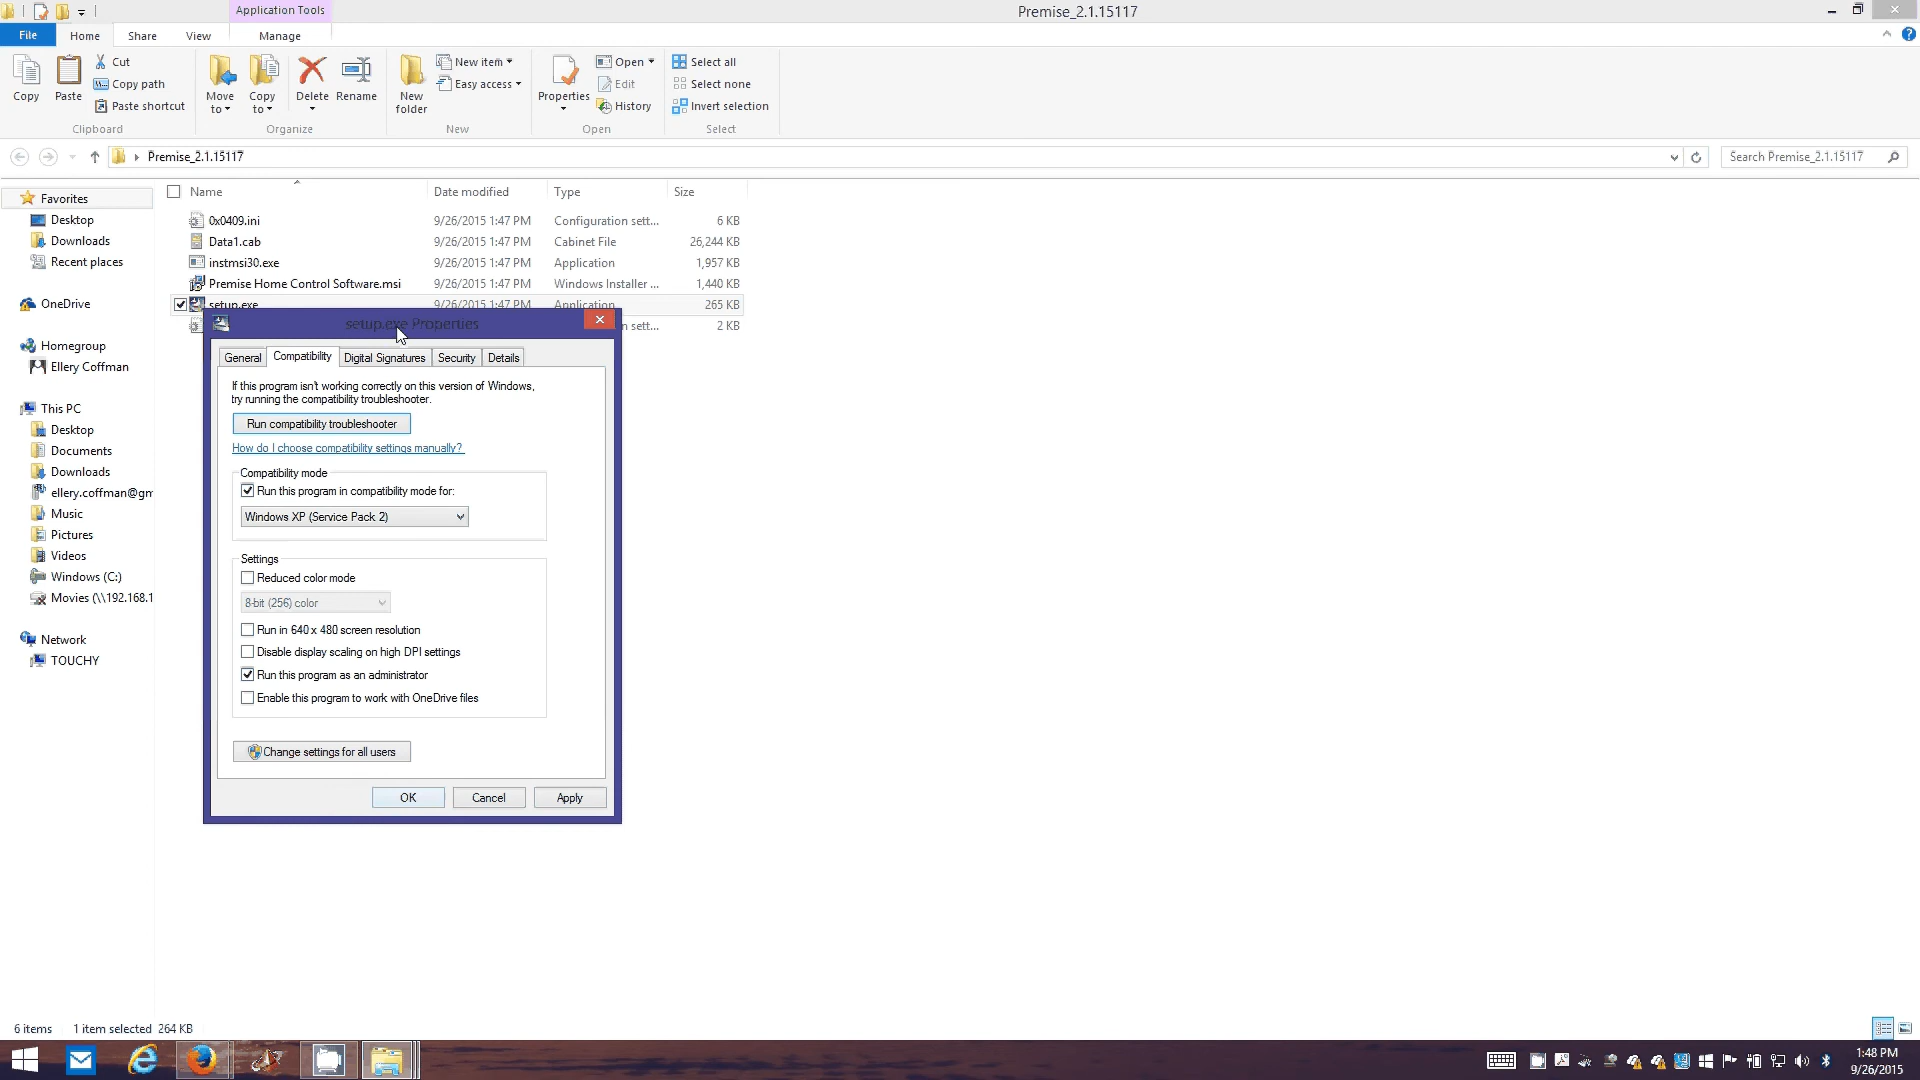 Application Tools
Premise_2.1.15117
File
Home
Share
View
Manage
Copy
Paste
Cut
Copy path
Paste shortcut
Clipboard
Move to
Copy to
Delete
Rename
Organize
New folder
New item
Easy access
New
Properties
Open
Edit
History
Open
Select all
Select none
Invert selection
Select
Premise_2.1.15117
Search Premise_2.1.15117
Name
Date modified
Type
Size
0x0409.ini 9/26/2015 1:47 PM Configuration sett... 6 KB
Data1.cab 9/26/2015 1:47 PM Cabinet File 26,244 KB
instmsi30.exe 9/26/2015 1:47 PM Application 1,957 KB
Premise Home Control Software.msi 9/26/2015 1:47 PM Windows Installer ... 1,440 KB
setup.exe 9/26/2015 1:47 PM Application 265 KB
sett... 2 KB
Favorites
Desktop
Downloads
Recent places
OneDrive
Homegroup
Ellery Coffman
This PC
Desktop
Documents
Downloads
ellery.coffman@gm
Music
Pictures
Videos
Windows (C:)
Movies (\\192.168.1
Network
TOUCHY
setup.exe Properties
General
Compatibility
Digital Signatures
Security
Details
If this program isn't working correctly on this version of Windows,
try running the compatibility troubleshooter.
Run compatibility troubleshooter
How do I choose compatibility settings manually?
Compatibility mode
Run this program in compatibility mode for:
Windows XP (Service Pack 2)
Settings
Reduced color mode
8-bit (256) color
Run in 640 x 480 screen resolution
Disable display scaling on high DPI settings
Run this program as an administrator
Enable this program to work with OneDrive files
Change settings for all users
OK
Cancel
Apply
6 items
1 item selected 264 KB
1:48 PM
9/26/2015